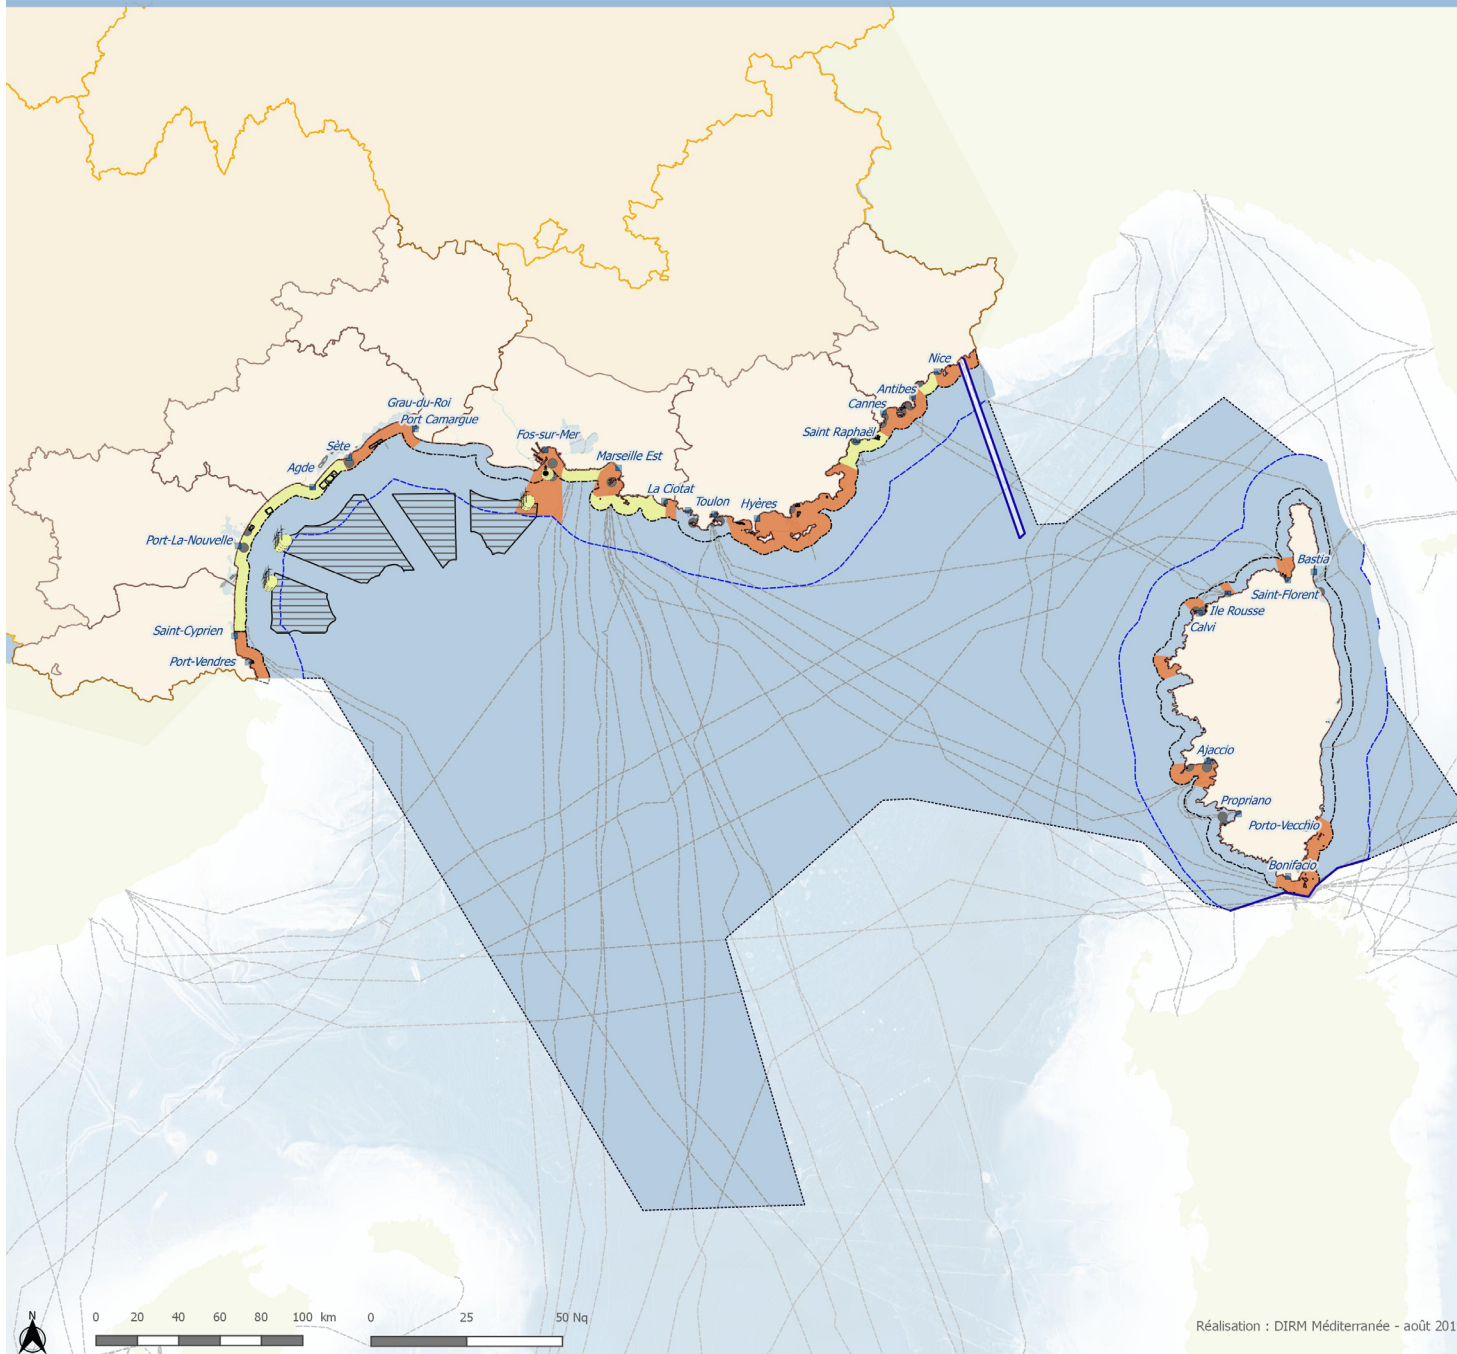 Nice
Antibes
Cannes
Grau-du-Roi
Port Camargue
Saint Raphaël
Fos-sur-Mer
Sète
Marseille Est
Agde
La Ciotat
Toulon
Hyères
Port-La-Nouvelle
Bastia
Saint-Florent
Ile Rousse
Calvi
Saint-Cyprien
Port-Vendres
Ajaccio
Propriano
Porto-Vecchio
Bonifacio
N
0 20 40 60 80 100 km
0 25 50 Nq
Réalisation : DIRM Méditerranée - août 201